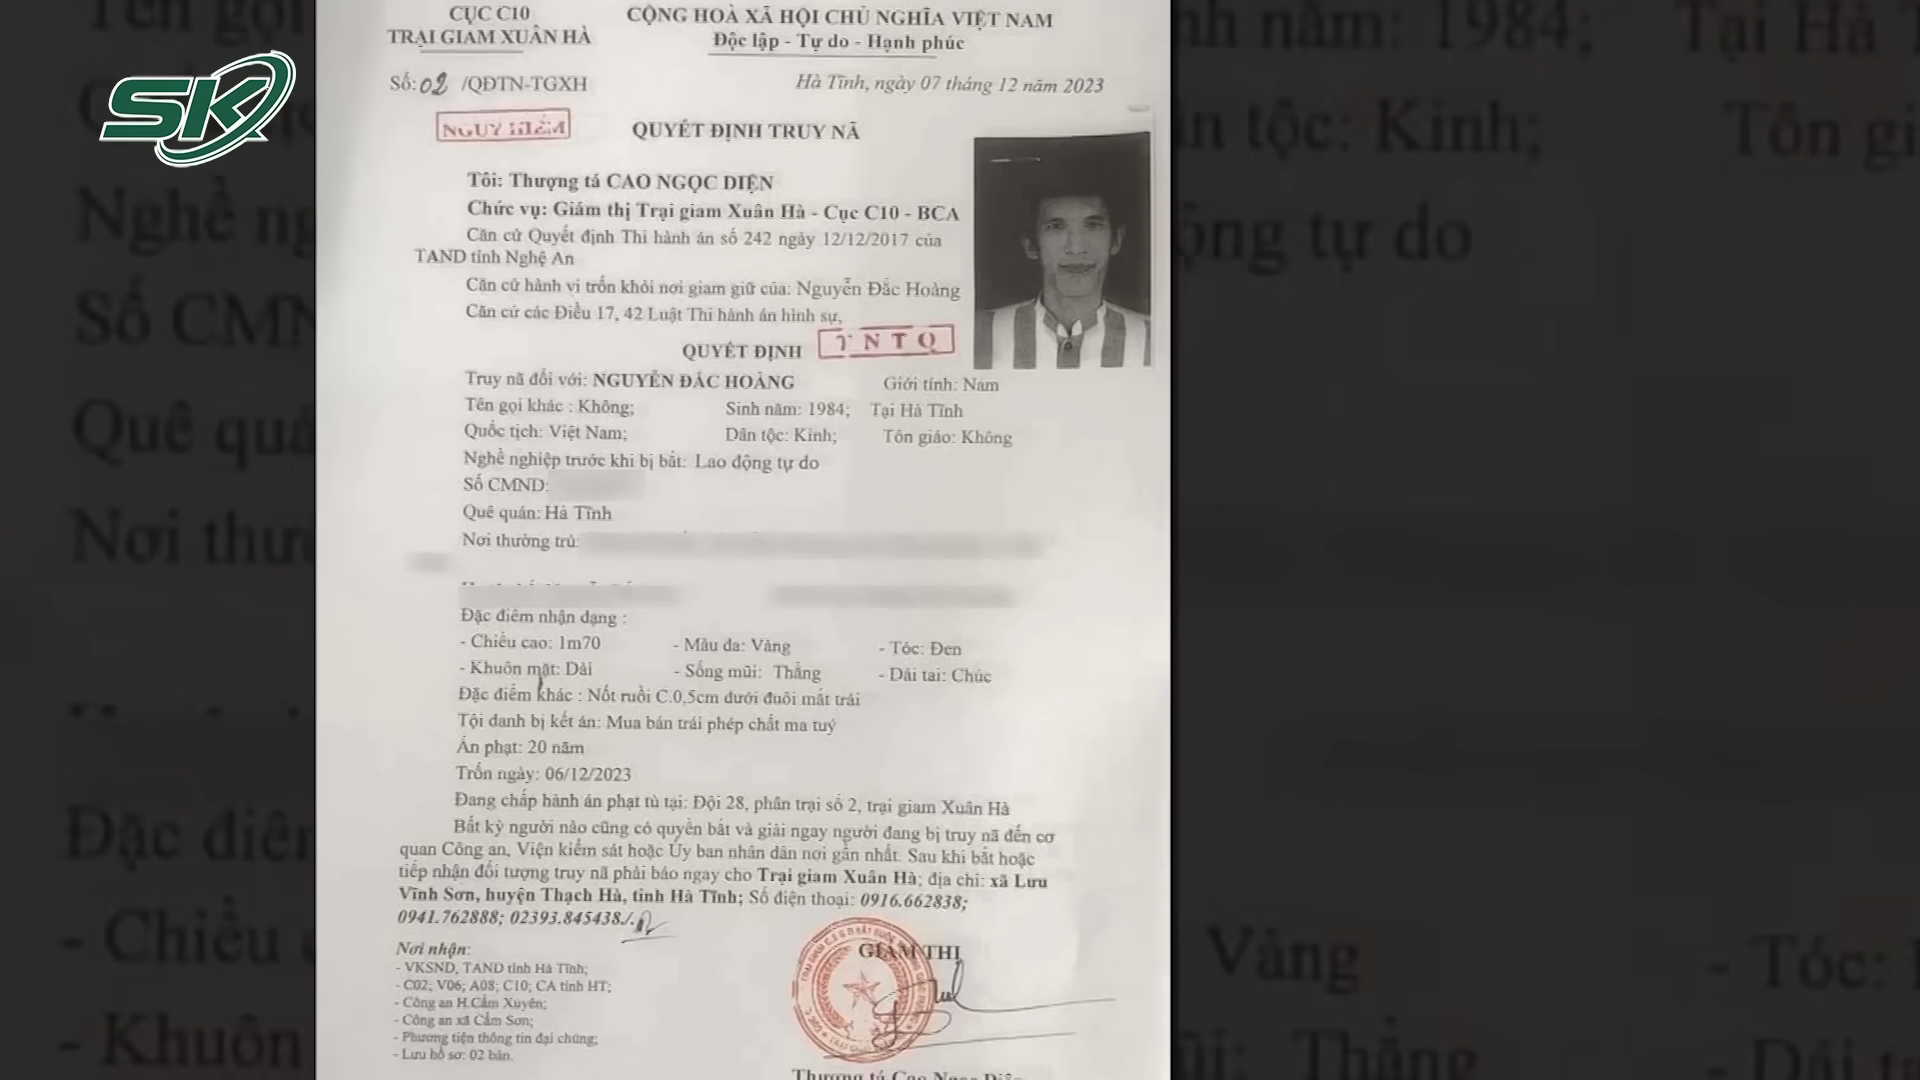 SK
CỤC C10
TRẠI GIAM XUÂN HÀ
CỘNG HOÀ XÃ HỘI CHỦ NGHĨA VIỆT NAM
Độc lập - Tự do - Hạnh phúc
Số: 02 /QĐTN-TGXH
Hà Tĩnh, ngày 07 tháng 12 năm 2023
NGUY HIỂM
QUYẾT ĐỊNH TRUY NÃ
Tôi: Thượng tá CAO NGỌC DIỆN
Chức vụ: Giám thị Trại giam Xuân Hà - Cục C10 - BCA
Căn cứ Quyết định Thi hành án số 242 ngày 12/12/2017 của
TAND tỉnh Nghệ An
Căn cứ hành vi trốn khỏi nơi giam giữ của: Nguyễn Đắc Hoàng
Căn cứ các Điều 17, 42 Luật Thi hành án hình sự,
QUYẾT ĐỊNH
TNTQ
Truy nã đối với: NGUYỄN ĐẮC HOÀNG Giới tính: Nam
Tên gọi khác : Không; Sinh năm: 1984; Tại Hà Tĩnh
Quốc tịch: Việt Nam; Dân tộc: Kinh; Tôn giáo: Không
Nghề nghiệp trước khi bị bắt: Lao động tự do
Số CMND:
Quê quán: Hà Tĩnh
Nơi thường trú:
Đặc điểm nhận dạng :
- Chiều cao: 1m70 - Màu da: Vàng - Tóc: Đen
- Khuôn mặt: Dài - Sống mũi: Thẳng - Dái tai: Chúc
Đặc điểm khác : Nốt ruồi C.0,5cm dưới đuôi mắt trái
Tội danh bị kết án: Mua bán trái phép chất ma tuý
Án phạt: 20 năm
Trốn ngày: 06/12/2023
Đang chấp hành án phạt tù tại: Đội 28, phân trại số 2, trại giam Xuân Hà
Bất kỳ người nào cũng có quyền bắt và giải ngay người đang bị truy nã đến cơ
quan Công an, Viện kiểm sát hoặc Ủy ban nhân dân nơi gần nhất. Sau khi bắt hoặc
tiếp nhận đối tượng truy nã phải báo ngay cho Trại giam Xuân Hà; địa chỉ: xã Lưu
Vĩnh Sơn, huyện Thạch Hà, tỉnh Hà Tĩnh; Số điện thoại: 0916.662838;
0941.762888; 02393.845438./.
Nơi nhận:
- VKSND, TAND tỉnh Hà Tĩnh;
- C02; V06; A08; C10; CA tỉnh HT;
- Công an H.Cẩm Xuyên;
- Công an xã Cẩm Sơn;
- Phương tiện thông tin đại chúng;
- Lưu hồ sơ: 02 bản.
GIÁM THỊ
Thượng tá Cao Ngọc Diện